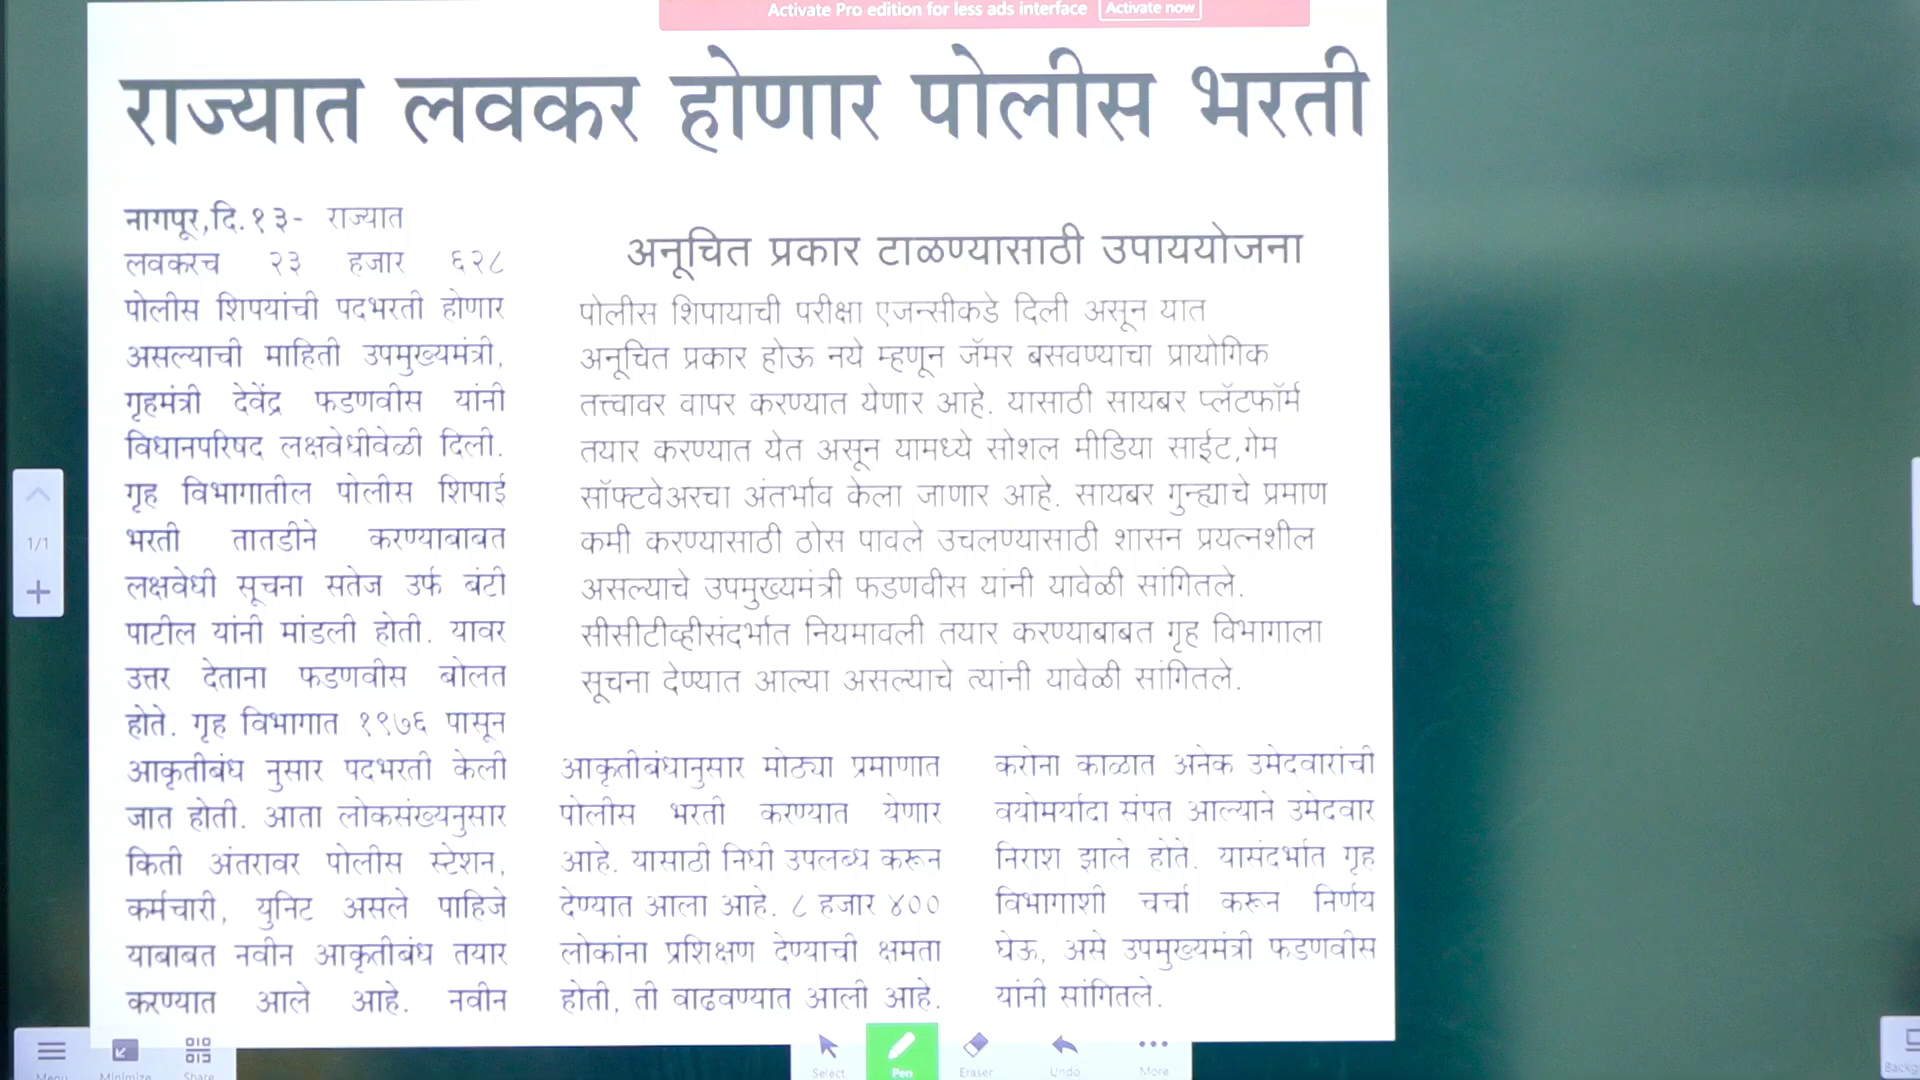 Activate Pro edition for less ads interface Activate now
राज्यात लवकर होणार पोलीस भरती
नागपूर,दि.१३- राज्यात
लवकरच २३ हजार ६२८
पोलीस शिपयांची पदभरती होणार
असल्याची माहिती उपमुख्यमंत्री,
गृहमंत्री देवेंद्र फडणवीस यांनी
विधानपरिषद लक्षवेधीवेळी दिली.
गृह विभागातील पोलीस शिपाई
भरती तातडीने करण्याबाबत
लक्षवेधी सूचना सतेज उर्फ बंटी
पाटील यांनी मांडली होती. यावर
उत्तर देताना फडणवीस बोलत
होते. गृह विभागात १९७६ पासून
आकृतीबंध नुसार पदभरती केली
जात होती. आता लोकसंख्यनुसार
किती अंतरावर पोलीस स्टेशन,
कर्मचारी, युनिट असले पाहिजे
याबाबत नवीन आकृतीबंध तयार
करण्यात आले आहे. नवीन
अनूचित प्रकार टाळण्यासाठी उपाययोजना
पोलीस शिपायाची परीक्षा एजन्सीकडे दिली असून यात
अनूचित प्रकार होऊ नये म्हणून जॅमर बसवण्याचा प्रायोगिक
तत्त्वावर वापर करण्यात येणार आहे. यासाठी सायबर प्लॅटफॉर्म
तयार करण्यात येत असून यामध्ये सोशल मीडिया साईट,गेम
सॉफ्टवेअरचा अंतर्भाव केला जाणार आहे. सायबर गुन्ह्याचे प्रमाण
कमी करण्यासाठी ठोस पावले उचलण्यासाठी शासन प्रयत्नशील
असल्याचे उपमुख्यमंत्री फडणवीस यांनी यावेळी सांगितले.
सीसीटीव्हीसंदर्भात नियमावली तयार करण्याबाबत गृह विभागाला
सूचना देण्यात आल्या असल्याचे त्यांनी यावेळी सांगितले.
आकृतीबंधानुसार मोठ्या प्रमाणात
पोलीस भरती करण्यात येणार
आहे. यासाठी निधी उपलब्ध करून
देण्यात आला आहे. ८ हजार ४००
लोकांना प्रशिक्षण देण्याची क्षमता
होती, ती वाढवण्यात आली आहे.
करोना काळात अनेक उमेदवारांची
वयोमर्यादा संपत आल्याने उमेदवार
निराश झाले होते. यासंदर्भात गृह
विभागाशी चर्चा करून निर्णय
घेऊ, असे उपमुख्यमंत्री फडणवीस
यांनी सांगितले.
1/1
Menu Minimize Share Select Pen Eraser Undo More